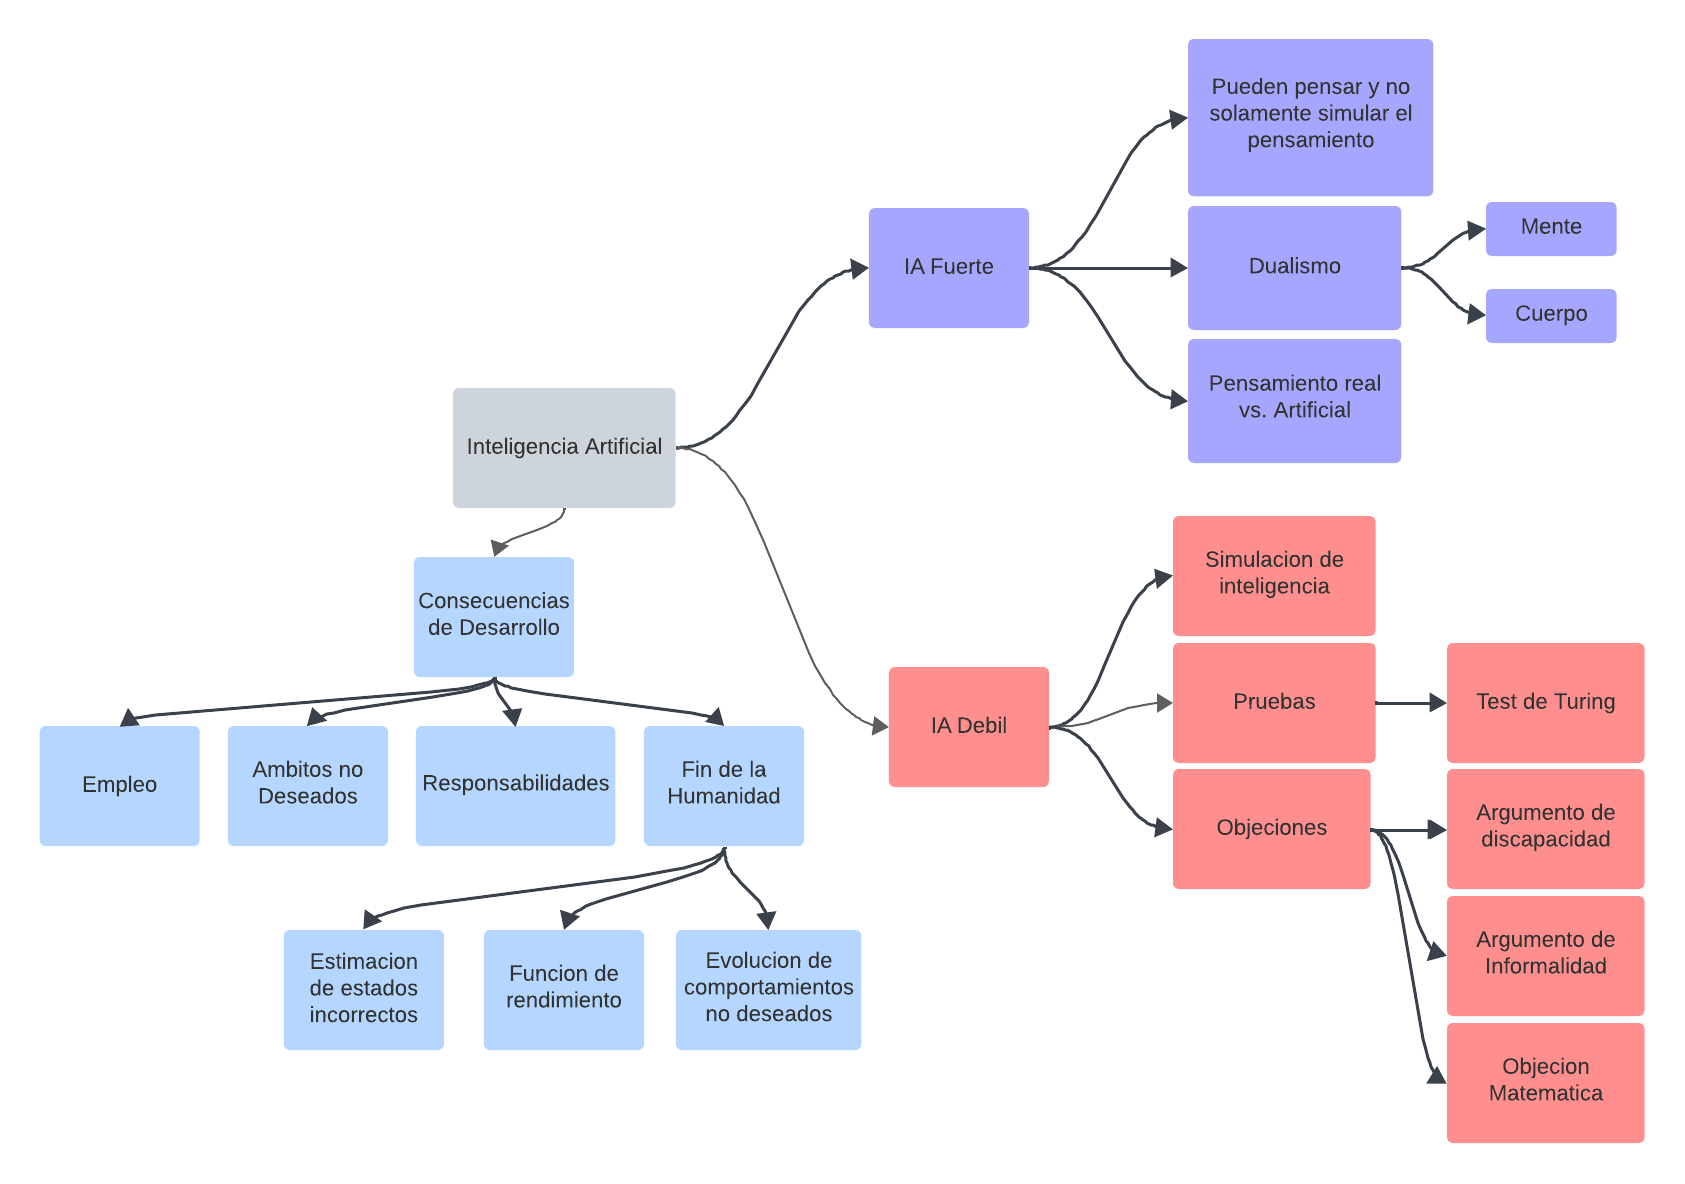 Pueden pensar y no
solamente simular el
pensamiento
IA Fuerte
Dualismo
Mente
Cuerpo
Pensamiento real
vs. Artificial
Inteligencia Artificial
Consecuencias
de Desarrollo
Empleo
Ambitos no
Deseados
Responsabilidades
Fin de la
Humanidad
Estimacion
de estados
incorrectos
Funcion de
rendimiento
Evolucion de
comportamientos
no deseados
IA Debil
Simulacion de
inteligencia
Pruebas
Test de Turing
Objeciones
Argumento de
discapacidad
Argumento de
Informalidad
Objecion
Matematica